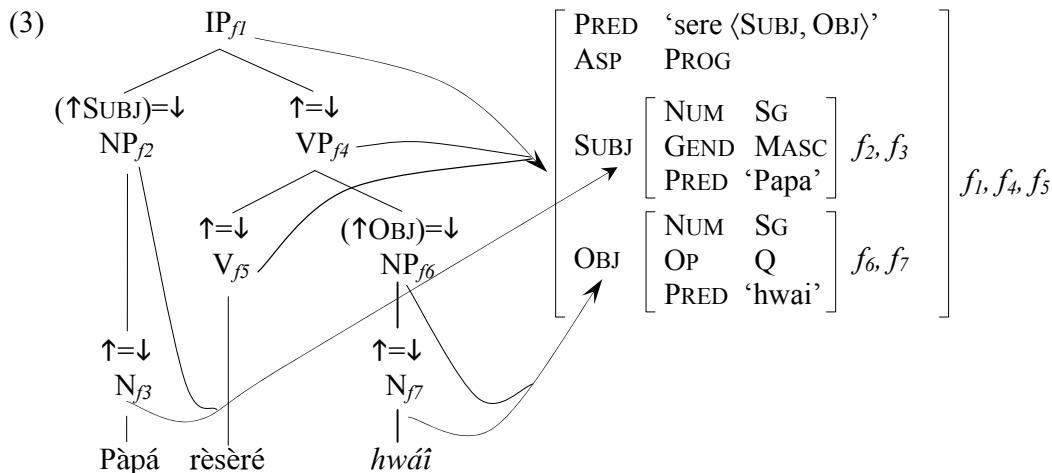 (3)
IP_f1
(↑SUBJ)=↓ ↑=↓
NP_f2 VP_f4
↑=↓ (↑OBJ)=↓
V_f5 NP_f6
↑=↓ ↑=↓
N_f3 N_f7
Pàpá rèsèré hwáî
PRED ‘sere ⟨SUBJ, OBJ⟩’
ASP PROG
NUM SG
SUBJ GEND MASC f2, f3
PRED ‘Papa’
f1, f4, f5
NUM SG
OBJ OP Q f6, f7
PRED ‘hwai’